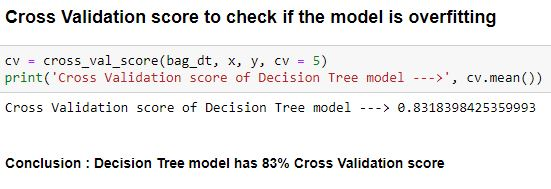 Cross Validation score to check if the model is overfitting
cv = cross_val_score(bag_dt, x, y, cv = 5)
print('Cross Validation score of Decision Tree model --->', cv.mean())
Cross Validation score of Decision Tree model ---> 0.8318398425359993
Conclusion : Decision Tree model has 83% Cross Validation score